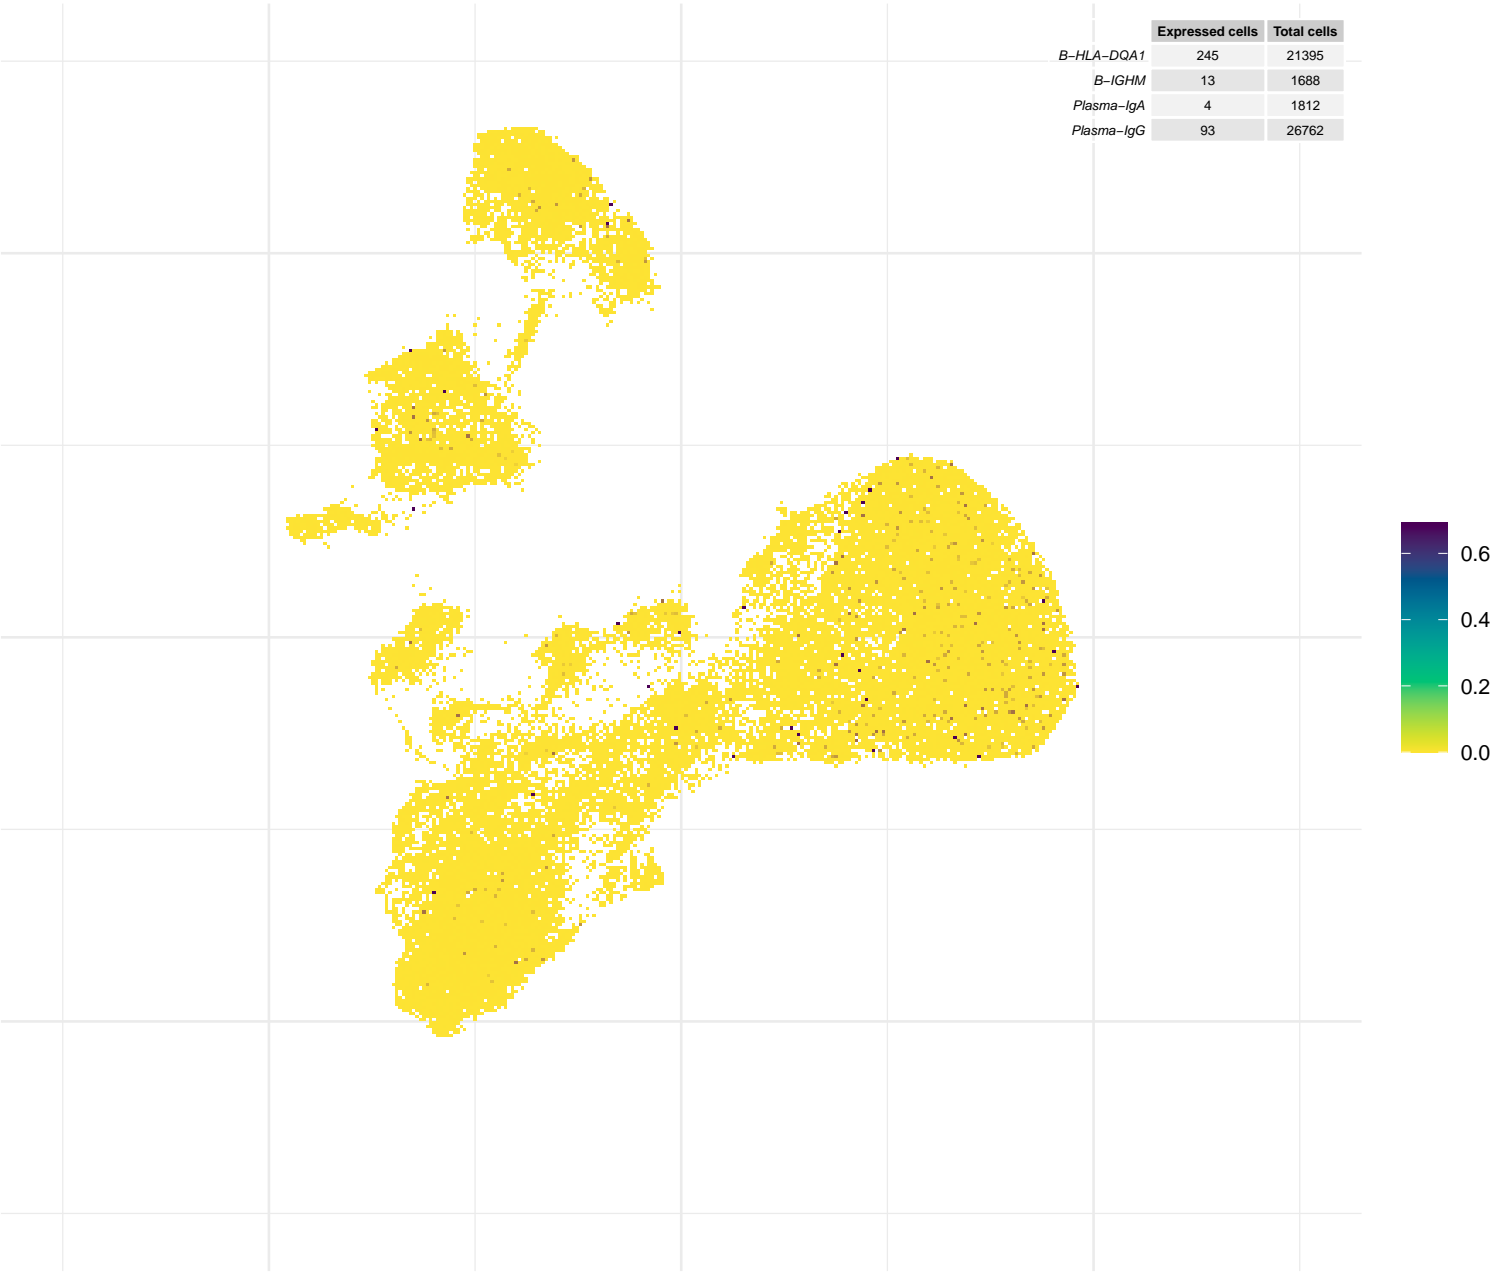 Expressed cells Total cells
B−HLA−DQA1 245 21395
B−IGHM 13 1688
Plasma−IgA 4 1812
Plasma−IgG 93 26762
0.6
0.4
0.2
0.0